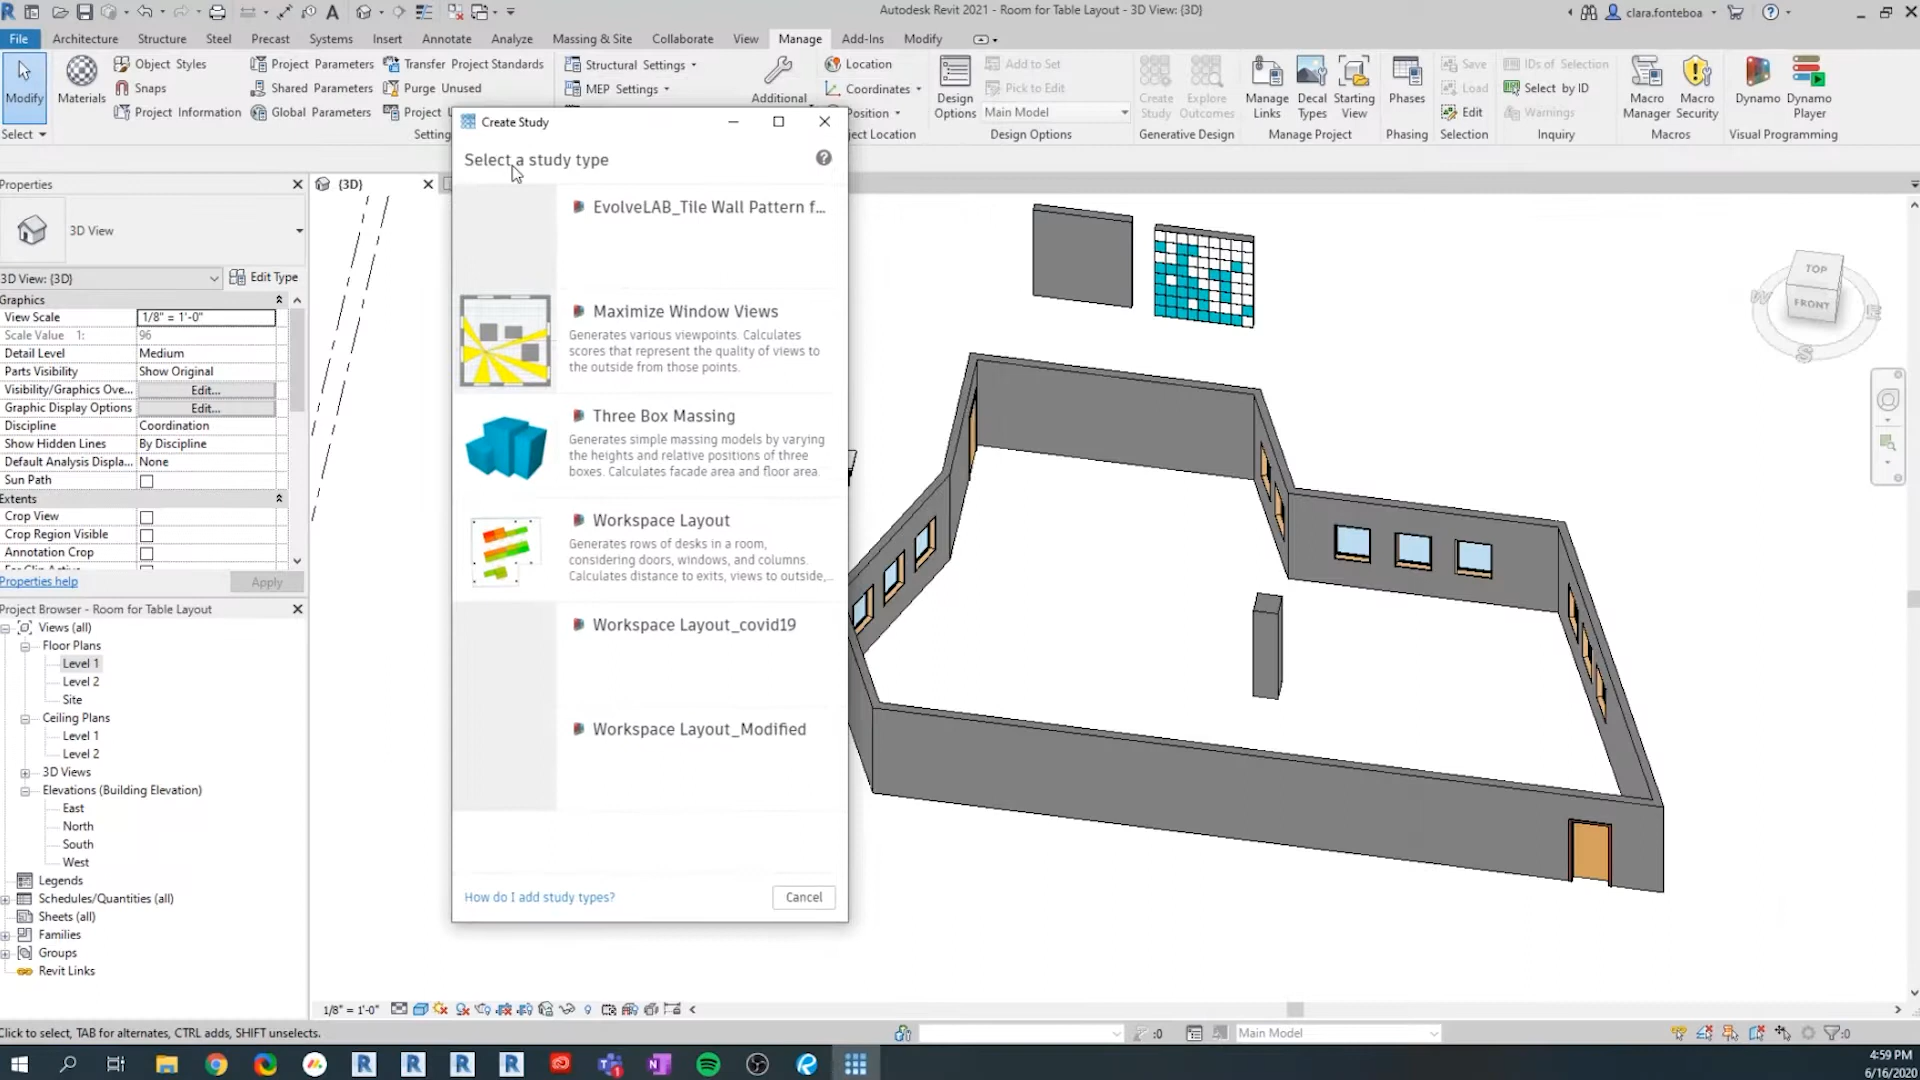 Autodesk Revit 2021 - Room for Table Layout - 3D View: {3D}
clara.fonteboa
File Architecture Structure Steel Precast Systems Insert Annotate Analyze Massing & Site Collaborate View Manage Add-Ins Modify
Modify
Select
Materials
Object Styles
Snaps
Project Information
Project Parameters
Shared Parameters
Global Parameters
Transfer Project Standards
Purge Unused
Project
Structural Settings
MEP Settings
Additional
Location
Coordinates
Position
Design Options
Add to Set
Pick to Edit
Main Model
Design Options
Create Study
Explore Outcomes
Generative Design
Manage Links
Decal Types
Starting View
Manage Project
Phases
Phasing
Save
Load
Edit
Selection
IDs of Selection
Select by ID
Warnings
Inquiry
Macro Manager
Macro Security
Macros
Dynamo
Dynamo Player
Visual Programming
Create Study
Select a study type
EvolveLAB_Tile Wall Pattern f...
Maximize Window Views
Generates various viewpoints. Calculates
scores that represent the quality of views to
the outside from those points.
Three Box Massing
Generates simple massing models by varying
the heights and relative positions of three
boxes. Calculates facade area and floor area.
Workspace Layout
Generates rows of desks in a room,
considering doors, windows, and columns.
Calculates distance to exits, views to outside,...
Workspace Layout_covid19
Workspace Layout_Modified
How do I add study types?
Cancel
Properties
{3D}
3D View
3D View: {3D}
Edit Type
Graphics
View Scale 1/8" = 1'-0"
Scale Value 1: 96
Detail Level Medium
Parts Visibility Show Original
Visibility/Graphics Ove... Edit...
Graphic Display Options Edit...
Discipline Coordination
Show Hidden Lines By Discipline
Default Analysis Displa... None
Sun Path
Extents
Crop View
Crop Region Visible
Annotation Crop
Properties help
Apply
Project Browser - Room for Table Layout
Views (all)
Floor Plans
Level 1
Level 2
Site
Ceiling Plans
Level 1
Level 2
3D Views
Elevations (Building Elevation)
East
North
South
West
Legends
Schedules/Quantities (all)
Sheets (all)
Families
Groups
Revit Links
TOP
FRONT
W
S
E
1/8" = 1'-0"
Click to select, TAB for alternates, CTRL adds, SHIFT unselects.
:0
Main Model
:0
4:59 PM
6/16/2020